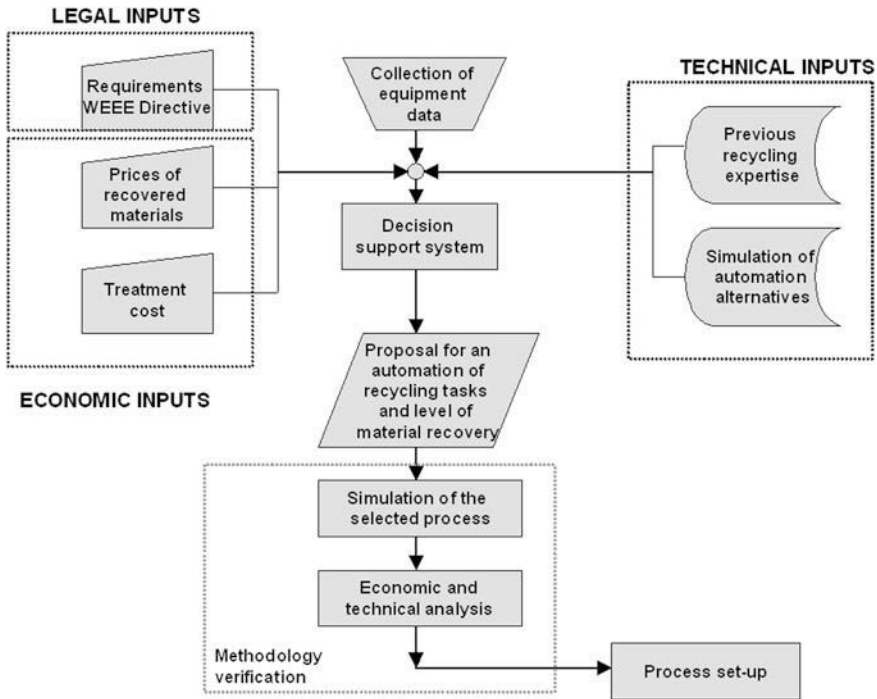 LEGAL INPUTS
Requirements
WEEE Directive
Prices of
recovered
materials
Treatment
cost
ECONOMIC INPUTS
Collection of
equipment
data
TECHNICAL INPUTS
Previous
recycling
expertise
Simulation of
automation
alternatives
Decision
support system
Proposal for an
automation of
recycling tasks
and level of
material recovery
Simulation of the
selected process
Economic and
technical analysis
Methodology
verification
Process set-up